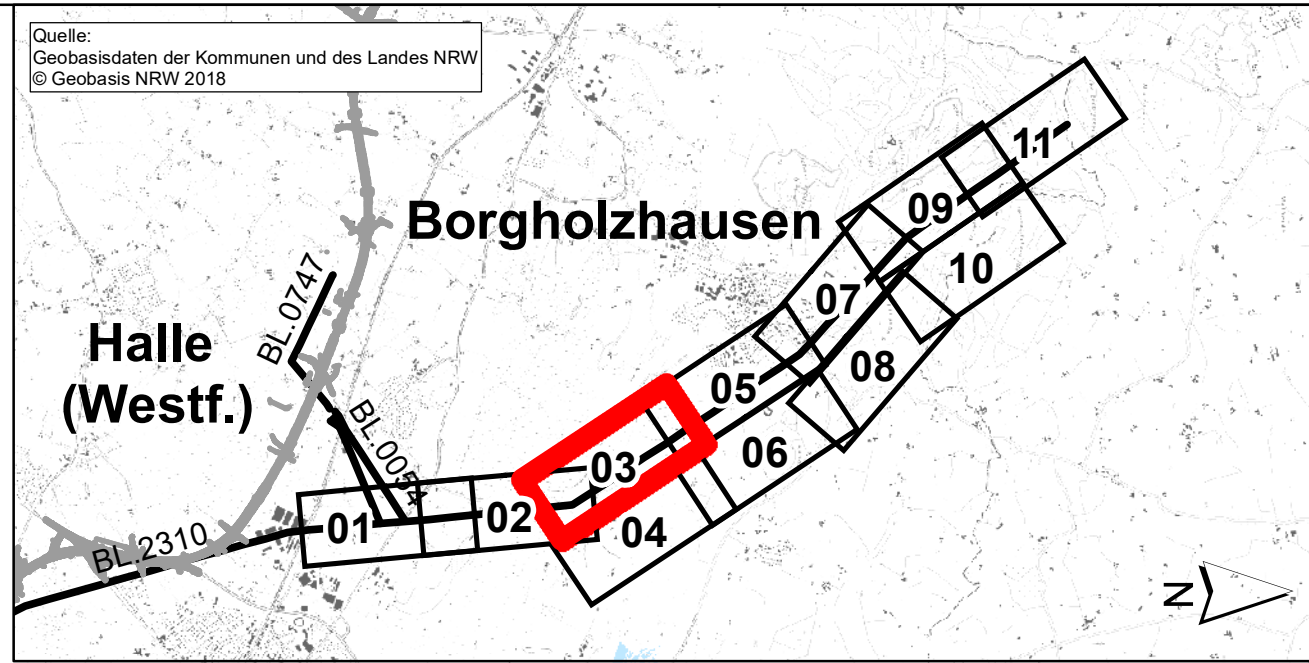 Quelle:
Geobasisdaten der Kommunen und des Landes NRW
© Geobasis NRW 2018
11
Borgholzhausen
09
10
BL.0747
07
Halle
(Westf.)
08
05
BL.0054
06
03
01
02
04
BL.2310
N